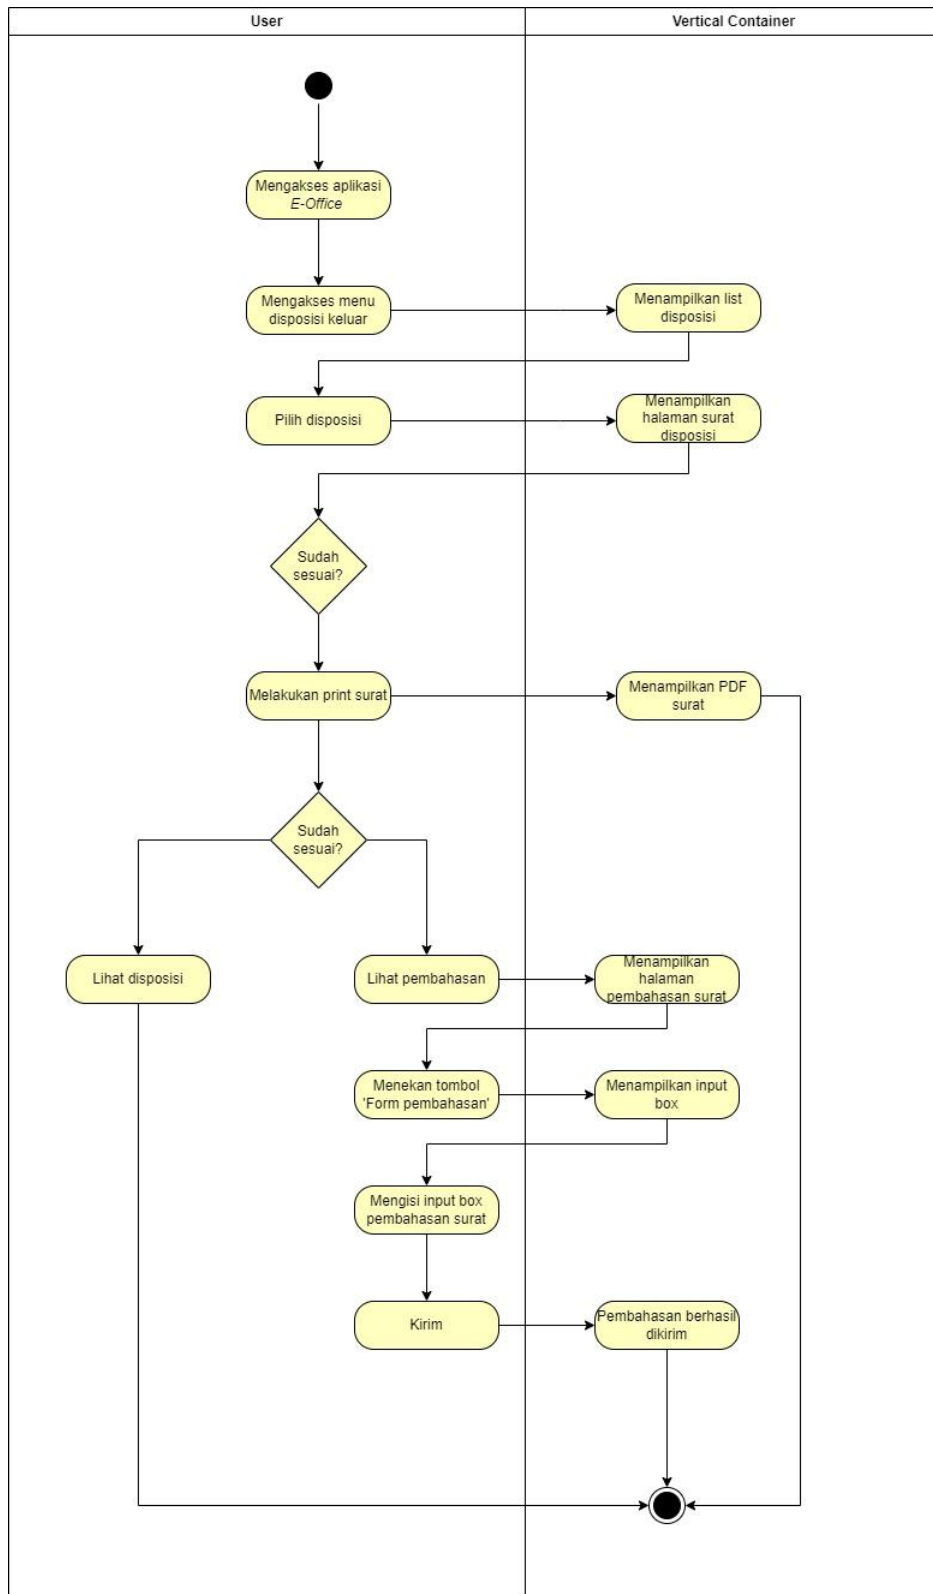 User
Vertical Container
Mengakses aplikasi
E-Office
Mengakses menu
disposisi keluar
Menampilkan list
disposisi
Pilih disposisi
Menampilkan
halaman surat
disposisi
Sudah
sesuai?
Melakukan print surat
Menampilkan PDF
surat
Sudah
sesuai?
Lihat disposisi
Lihat pembahasan
Menampilkan
halaman
pembahasan surat
Menekan tombol
'Form pembahasan'
Menampilkan input
box
Mengisi input box
pembahasan surat
Kirim
Pembahasan berhasil
dikirim